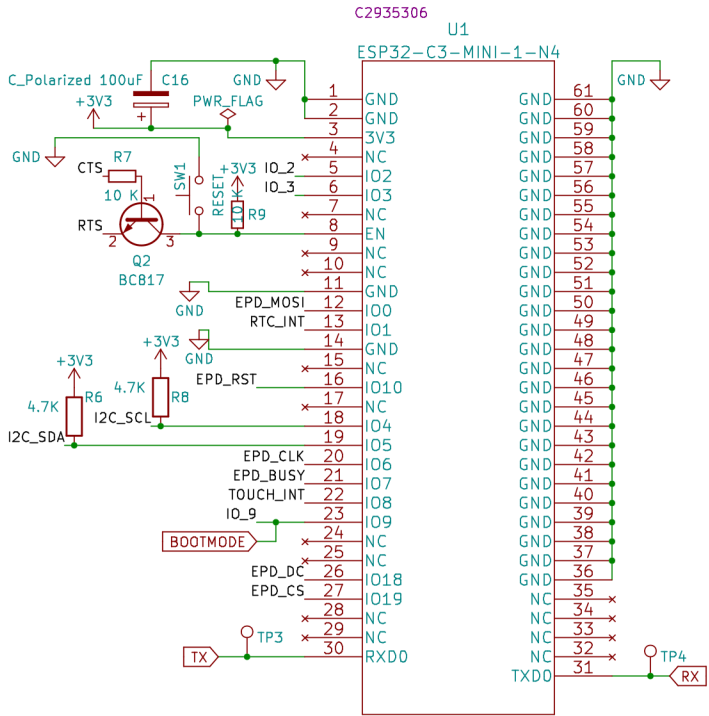 C2935306
U1
ESP32-C3-MINI-1-N4
C_Polarized 100uF C16
GND
+3V3
PWR_FLAG
+
GND
CTS
R7
10 K
RTS
1
2
3
Q2
BC817
SW1
RESET
+3V3
10 K
R9
IO_2
IO_3
GND
EPD_MOSI
RTC_INT
GND
+3V3
4.7K
R6
I2C_SDA
+3V3
4.7K
R8
I2C_SCL
EPD_RST
EPD_CLK
EPD_BUSY
TOUCH_INT
IO_9
BOOTMODE
EPD_DC
EPD_CS
TX
TP3
1 GND
2 GND
3 3V3
4 NC
5 IO2
6 IO3
7 NC
8 EN
9 NC
10 NC
11 GND
12 IO0
13 IO1
14 GND
15 NC
16 IO10
17 NC
18 IO4
19 IO5
20 IO6
21 IO7
22 IO8
23 IO9
24 NC
25 NC
26 IO18
27 IO19
28 NC
29 NC
30 RXD0
GND 61
GND 60
GND 59
GND 58
GND 57
GND 56
GND 55
GND 54
GND 53
GND 52
GND 51
GND 50
GND 49
GND 48
GND 47
GND 46
GND 45
GND 44
GND 43
GND 42
GND 41
GND 40
GND 39
GND 38
GND 37
GND 36
NC 35
NC 34
NC 33
NC 32
TXD0 31
GND
TP4
RX